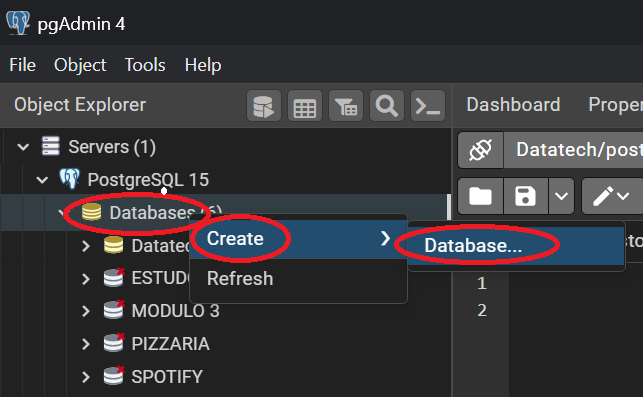 pgAdmin 4
File Object Tools Help
Object Explorer
Dashboard Proper
Servers (1)
Datatech/post
PostgreSQL 15
Databases (6)
Datatec
Create
Database...
ESTUDO
Refresh
1
MODULO 3
2
PIZZARIA
SPOTIFY